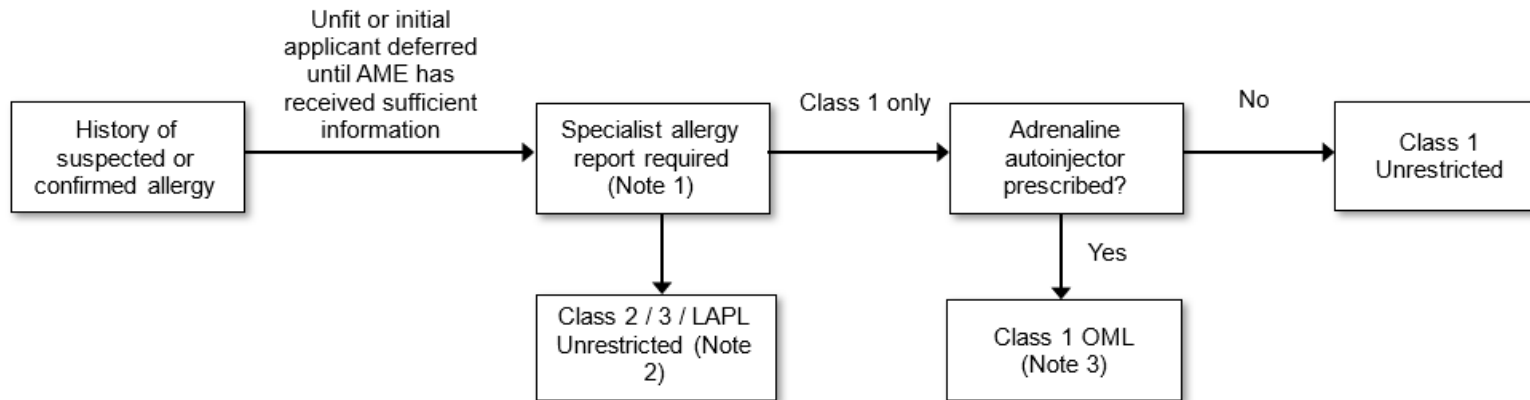 Unfit or initial
applicant deferred
until AME has
received sufficient
information
History of
suspected or
confirmed allergy
Specialist allergy
report required
(Note 1)
Class 1 only
Adrenaline
autoinjector
prescribed?
No
Class 1
Unrestricted
Class 2 / 3 / LAPL
Unrestricted (Note
2)
Yes
Class 1 OML
(Note 3)